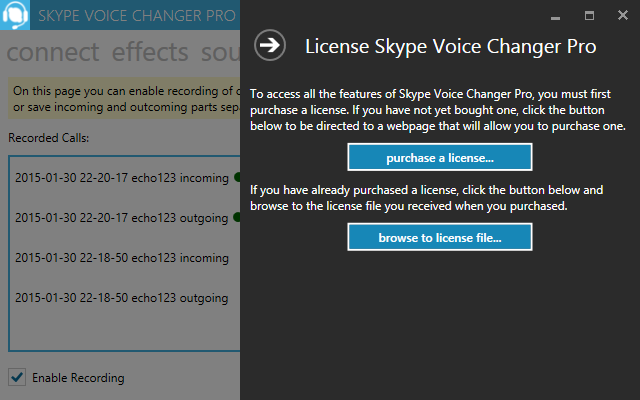 SKYPE VOICE CHANGER PRO
connect effects sou
On this page you can enable recording of c
or save incoming and outcoming parts sepa
Recorded Calls:
2015-01-30 22-20-17 echo123 incoming
2015-01-30 22-20-17 echo123 outgoing
2015-01-30 22-18-50 echo123 incoming
2015-01-30 22-18-50 echo123 outgoing
Enable Recording
License Skype Voice Changer Pro
To access all the features of Skype Voice Changer Pro, you must first
purchase a license. If you have not yet bought one, click the button
below to be directed to a webpage that will allow you to purchase one.
purchase a license...
If you have already purchased a license, click the button below and
browse to the license file you received when you purchased.
browse to license file...